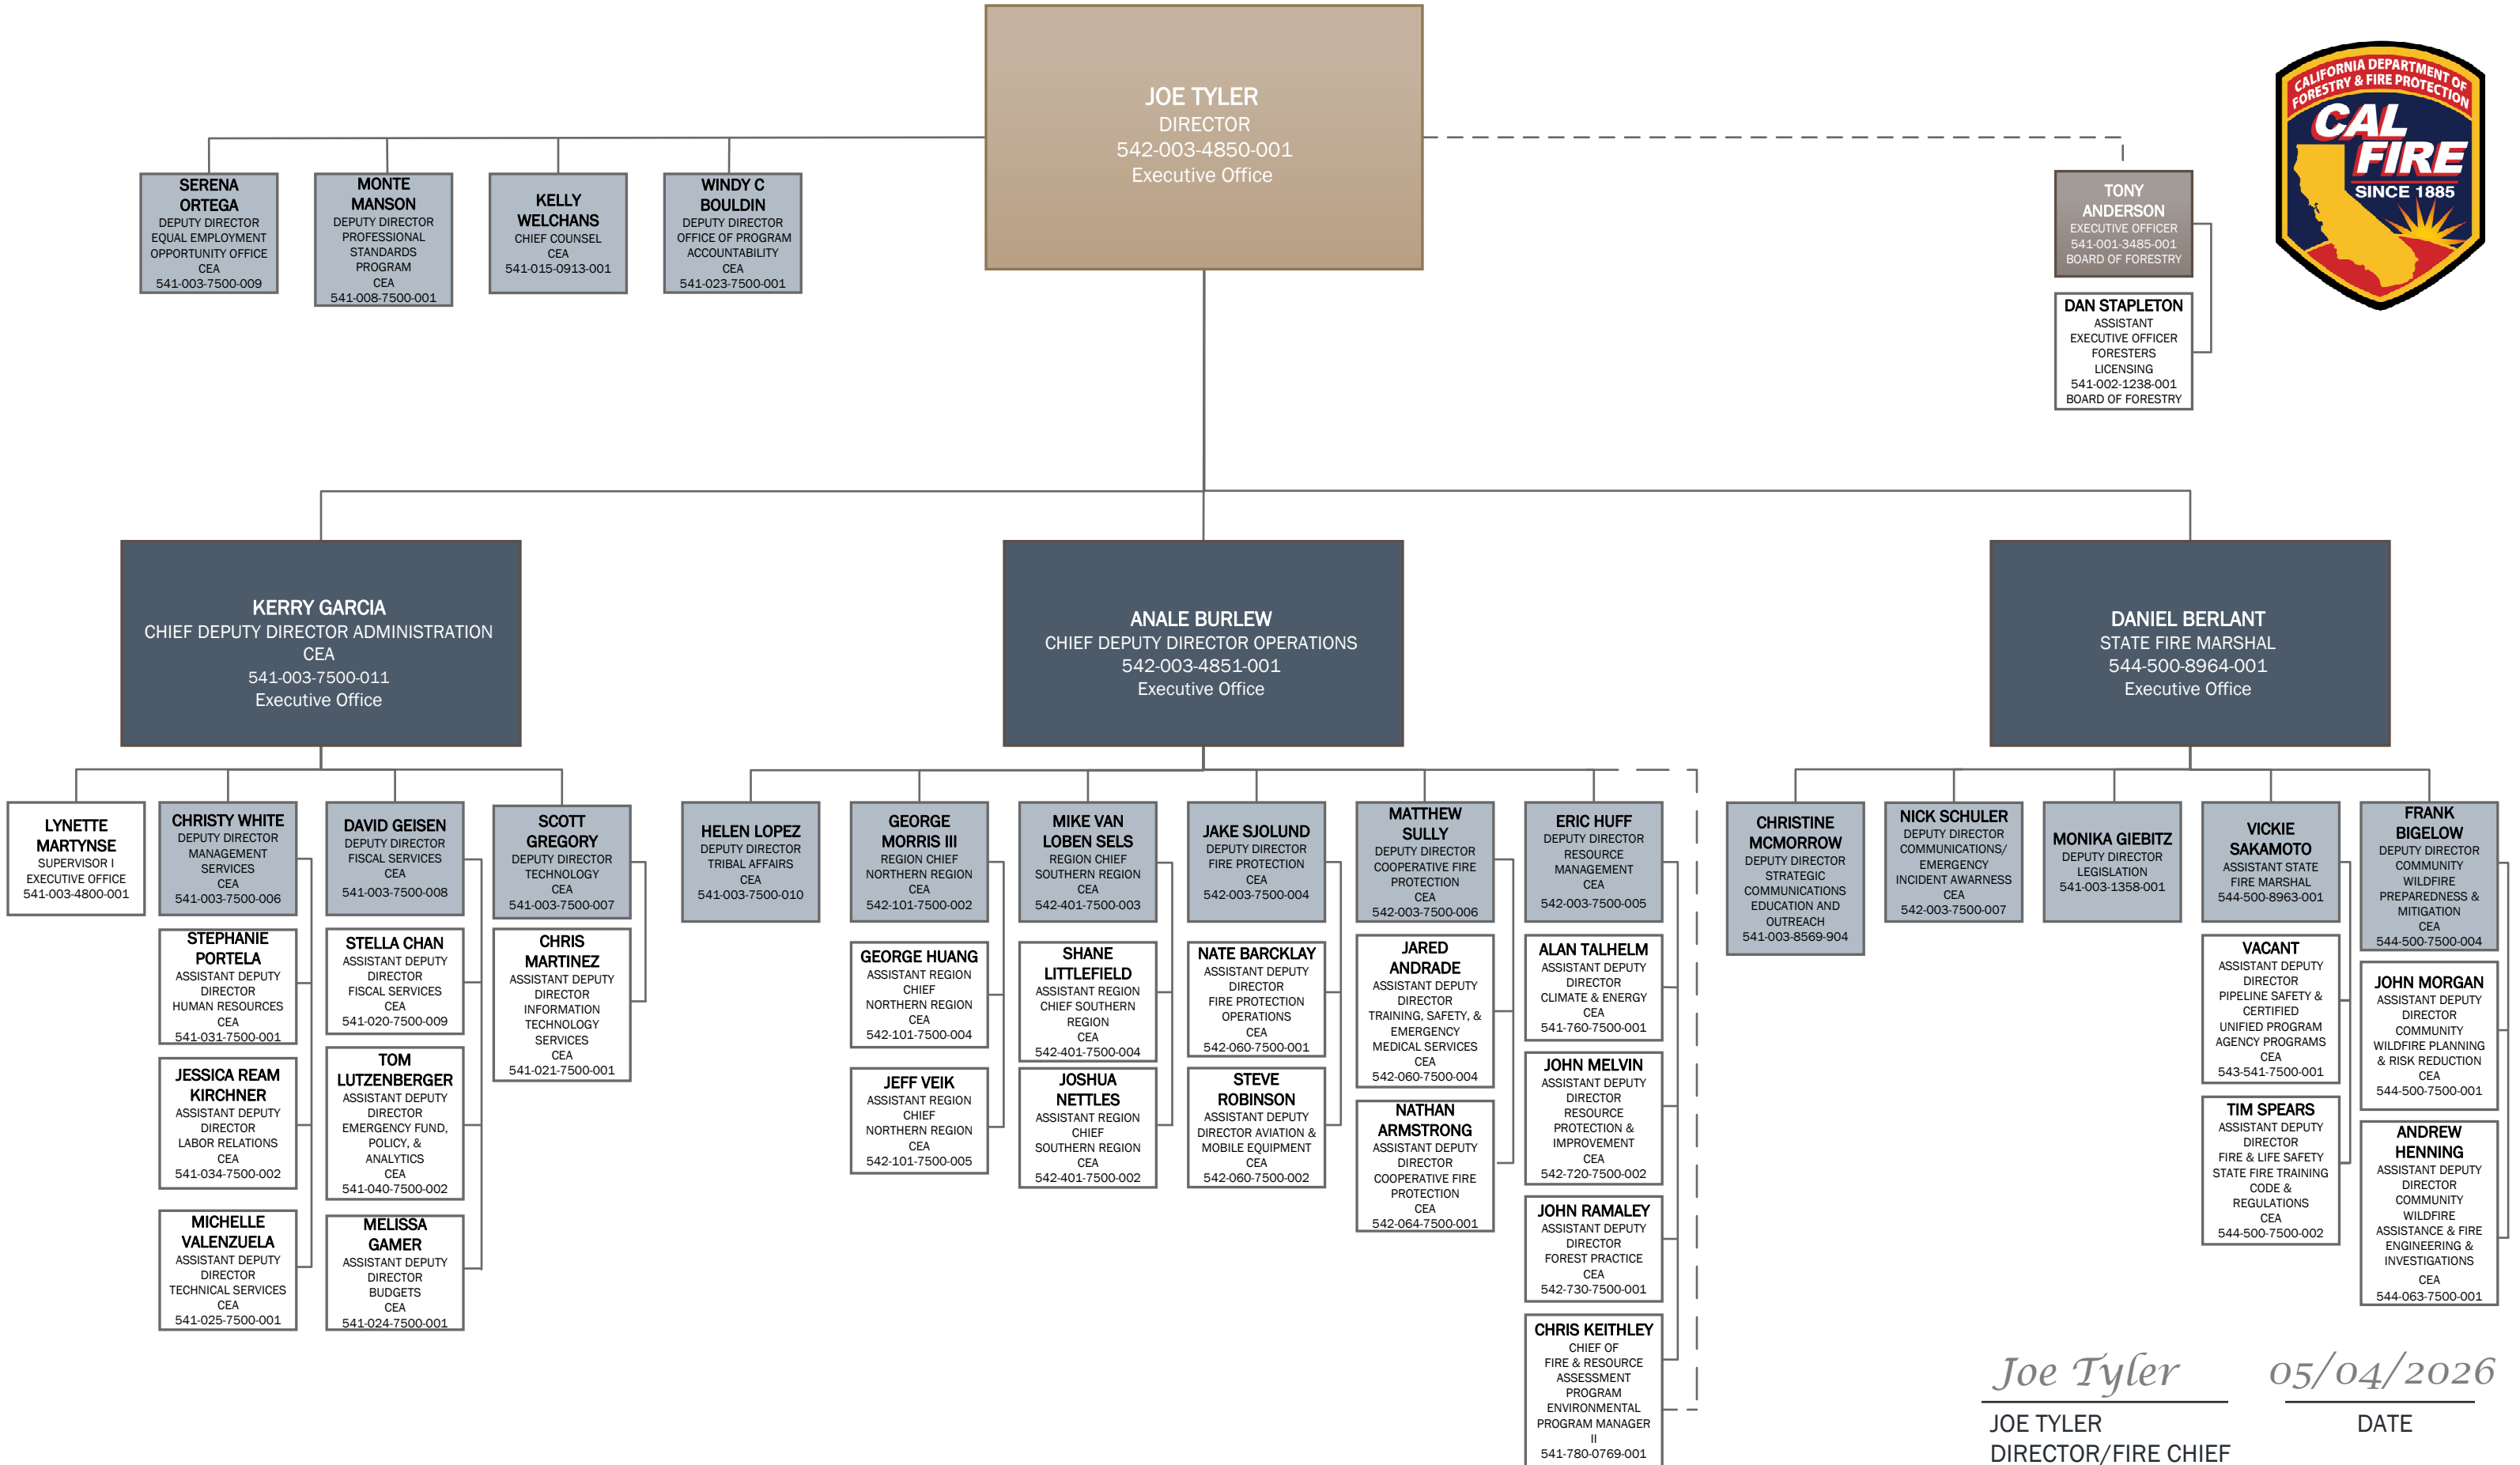 JOE TYLER
DIRECTOR
542-003-4850-001
Executive Office
CALIFORNIA DEPARTMENT OF
FORESTRY & FIRE PROTECTION
CAL
FIRE
SINCE 1885
SERENA
ORTEGA
DEPUTY DIRECTOR
EQUAL EMPLOYMENT
OPPORTUNITY OFFICE
CEA
541-003-7500-009
MONTE
MANSON
DEPUTY DIRECTOR
PROFESSIONAL
STANDARDS
PROGRAM
CEA
541-008-7500-001
KELLY
WELCHANS
CHIEF COUNSEL
CEA
541-015-0913-001
WINDY C
BOULDIN
DEPUTY DIRECTOR
OFFICE OF PROGRAM
ACCOUNTABILITY
CEA
541-023-7500-001
TONY
ANDERSON
EXECUTIVE OFFICER
541-001-3485-001
BOARD OF FORESTRY
DAN STAPLETON
ASSISTANT
EXECUTIVE OFFICER
FORESTERS
LICENSING
541-002-1238-001
BOARD OF FORESTRY
KERRY GARCIA
CHIEF DEPUTY DIRECTOR ADMINISTRATION
CEA
541-003-7500-011
Executive Office
ANALE BURLEW
CHIEF DEPUTY DIRECTOR OPERATIONS
542-003-4851-001
Executive Office
DANIEL BERLANT
STATE FIRE MARSHAL
544-500-8964-001
Executive Office
LYNETTE
MARTYNSE
SUPERVISOR I
EXECUTIVE OFFICE
541-003-4800-001
CHRISTY WHITE
DEPUTY DIRECTOR
MANAGEMENT
SERVICES
CEA
541-003-7500-006
STEPHANIE
PORTELA
ASSISTANT DEPUTY
DIRECTOR
HUMAN RESOURCES
CEA
541-031-7500-001
JESSICA REAM
KIRCHNER
ASSISTANT DEPUTY
DIRECTOR
LABOR RELATIONS
CEA
541-034-7500-002
MICHELLE
VALENZUELA
ASSISTANT DEPUTY
DIRECTOR
TECHNICAL SERVICES
CEA
541-025-7500-001
DAVID GEISEN
DEPUTY DIRECTOR
FISCAL SERVICES
CEA
541-003-7500-008
STELLA CHAN
ASSISTANT DEPUTY
DIRECTOR
FISCAL SERVICES
CEA
541-020-7500-009
TOM
LUTZENBERGER
ASSISTANT DEPUTY
DIRECTOR
EMERGENCY FUND,
POLICY, &
ANALYTICS
CEA
541-040-7500-002
MELISSA
GAMER
ASSISTANT DEPUTY
DIRECTOR
BUDGETS
CEA
541-024-7500-001
SCOTT
GREGORY
DEPUTY DIRECTOR
TECHNOLOGY
CEA
541-003-7500-007
CHRIS
MARTINEZ
ASSISTANT DEPUTY
DIRECTOR
INFORMATION
TECHNOLOGY
SERVICES
CEA
541-021-7500-001
HELEN LOPEZ
DEPUTY DIRECTOR
TRIBAL AFFAIRS
CEA
541-003-7500-010
GEORGE
MORRIS III
REGION CHIEF
NORTHERN REGION
CEA
542-101-7500-002
GEORGE HUANG
ASSISTANT REGION
CHIEF
NORTHERN REGION
CEA
542-101-7500-004
JEFF VEIK
ASSISTANT REGION
CHIEF
NORTHERN REGION
CEA
542-101-7500-005
MIKE VAN
LOBEN SELS
REGION CHIEF
SOUTHERN REGION
CEA
542-401-7500-003
SHANE
LITTLEFIELD
ASSISTANT REGION
CHIEF SOUTHERN
REGION
CEA
542-401-7500-004
JOSHUA
NETTLES
ASSISTANT REGION
CHIEF
SOUTHERN REGION
CEA
542-401-7500-002
JAKE SJOLUND
DEPUTY DIRECTOR
FIRE PROTECTION
CEA
542-003-7500-004
NATE BARCKLAY
ASSISTANT DEPUTY
DIRECTOR
FIRE PROTECTION
OPERATIONS
CEA
542-060-7500-001
STEVE
ROBINSON
ASSISTANT DEPUTY
DIRECTOR AVIATION &
MOBILE EQUIPMENT
CEA
542-060-7500-002
MATTHEW
SULLY
DEPUTY DIRECTOR
COOPERATIVE FIRE
PROTECTION
CEA
542-003-7500-006
JARED
ANDRADE
ASSISTANT DEPUTY
DIRECTOR
TRAINING, SAFETY, &
EMERGENCY
MEDICAL SERVICES
CEA
542-060-7500-004
NATHAN
ARMSTRONG
ASSISTANT DEPUTY
DIRECTOR
COOPERATIVE FIRE
PROTECTION
CEA
542-064-7500-001
ERIC HUFF
DEPUTY DIRECTOR
RESOURCE
MANAGEMENT
CEA
542-003-7500-005
ALAN TALHELM
ASSISTANT DEPUTY
DIRECTOR
CLIMATE & ENERGY
CEA
541-760-7500-001
JOHN MELVIN
ASSISTANT DEPUTY
DIRECTOR
RESOURCE
PROTECTION &
IMPROVEMENT
CEA
542-720-7500-002
JOHN RAMALEY
ASSISTANT DEPUTY
DIRECTOR
FOREST PRACTICE
CEA
542-730-7500-001
CHRIS KEITHLEY
CHIEF OF
FIRE & RESOURCE
ASSESSMENT
PROGRAM
ENVIRONMENTAL
PROGRAM MANAGER
II
541-780-0769-001
CHRISTINE
MCMORROW
DEPUTY DIRECTOR
STRATEGIC
COMMUNICATIONS
EDUCATION AND
OUTREACH
541-003-8569-904
NICK SCHULER
DEPUTY DIRECTOR
COMMUNICATIONS/
EMERGENCY
INCIDENT AWARNESS
CEA
542-003-7500-007
MONIKA GIEBITZ
DEPUTY DIRECTOR
LEGISLATION
541-003-1358-001
VICKIE
SAKAMOTO
ASSISTANT STATE
FIRE MARSHAL
544-500-8963-001
VACANT
ASSISTANT DEPUTY
DIRECTOR
PIPELINE SAFETY &
CERTIFIED
UNIFIED PROGRAM
AGENCY PROGRAMS
CEA
543-541-7500-001
TIM SPEARS
ASSISTANT DEPUTY
DIRECTOR
FIRE & LIFE SAFETY
STATE FIRE TRAINING
CODE &
REGULATIONS
CEA
544-500-7500-002
FRANK
BIGELOW
DEPUTY DIRECTOR
COMMUNITY
WILDFIRE
PREPAREDNESS &
MITIGATION
CEA
544-500-7500-004
JOHN MORGAN
ASSISTANT DEPUTY
DIRECTOR
COMMUNITY
WILDFIRE PLANNING
& RISK REDUCTION
CEA
544-500-7500-001
ANDREW
HENNING
ASSISTANT DEPUTY
DIRECTOR
COMMUNITY
WILDFIRE
ASSISTANCE & FIRE
ENGINEERING &
INVESTIGATIONS
CEA
544-063-7500-001
Joe Tyler
05/04/2026
JOE TYLER
DIRECTOR/FIRE CHIEF
DATE